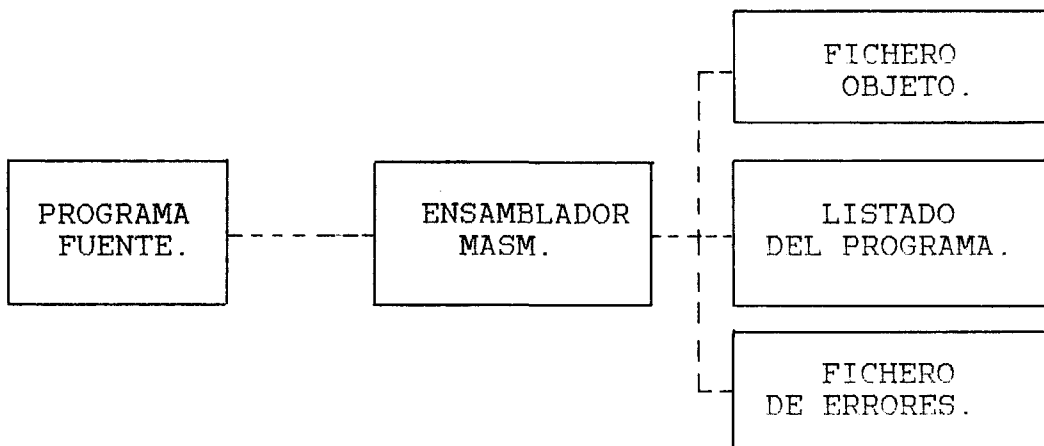 PROGRAMA
FUENTE.
ENSAMBLADOR
MASM.
FICHERO
OBJETO.
LISTADO
DEL PROGRAMA.
FICHERO
DE ERRORES.